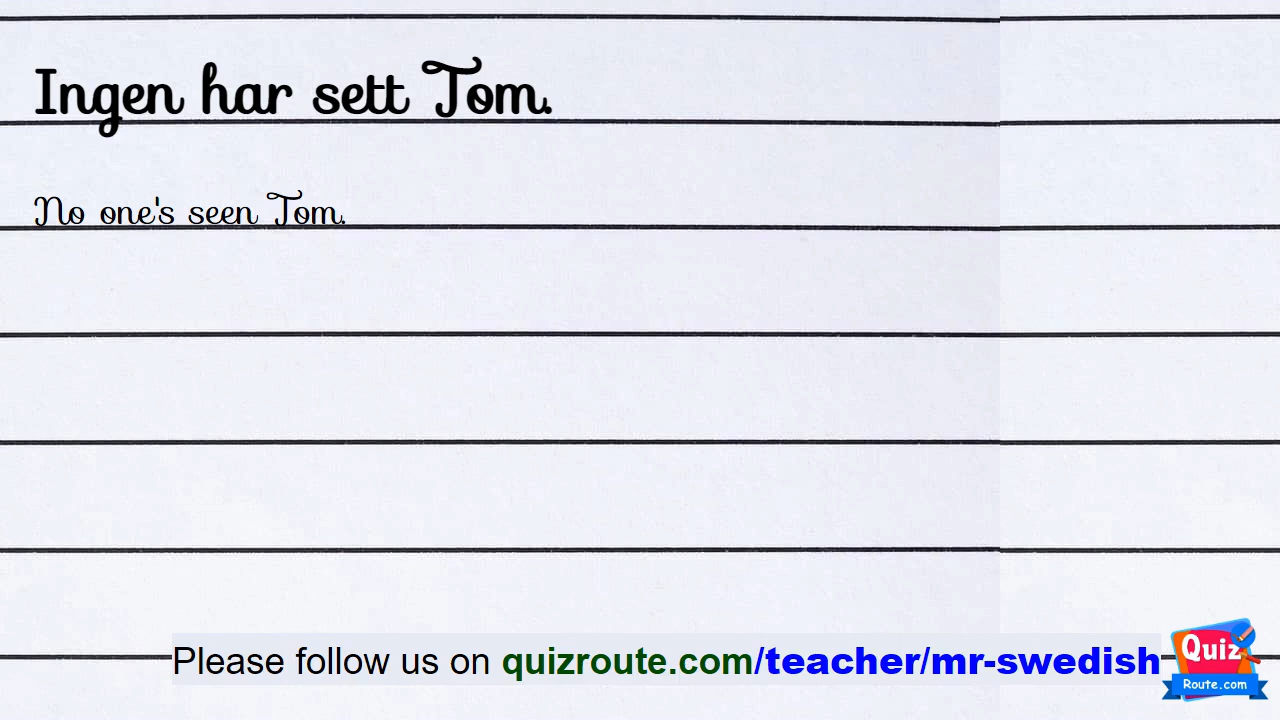 Ingen har sett Tom.
No one's seen Tom.
Please follow us on quizroute.com/teacher/mr-swedish
Quiz
Route.com